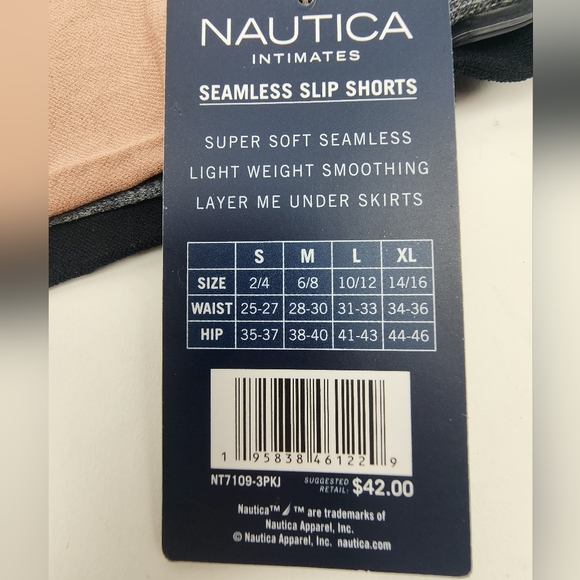 NAUTICA
INTIMATES
SEAMLESS SLIP SHORTS
SUPER SOFT SEAMLESS
LIGHT WEIGHT SMOOTHING
LAYER ME UNDER SKIRTS
S M L XL
SIZE 2/4 6/8 10/12 14/16
WAIST 25-27 28-30 31-33 34-36
HIP 35-37 38-40 41-43 44-46
1 95838 46122 9
NT7109-3PKJ SUGGESTED RETAIL: $42.00
Nautica™ ™ are trademarks of
Nautica Apparel, Inc.
© Nautica Apparel, Inc. nautica.com